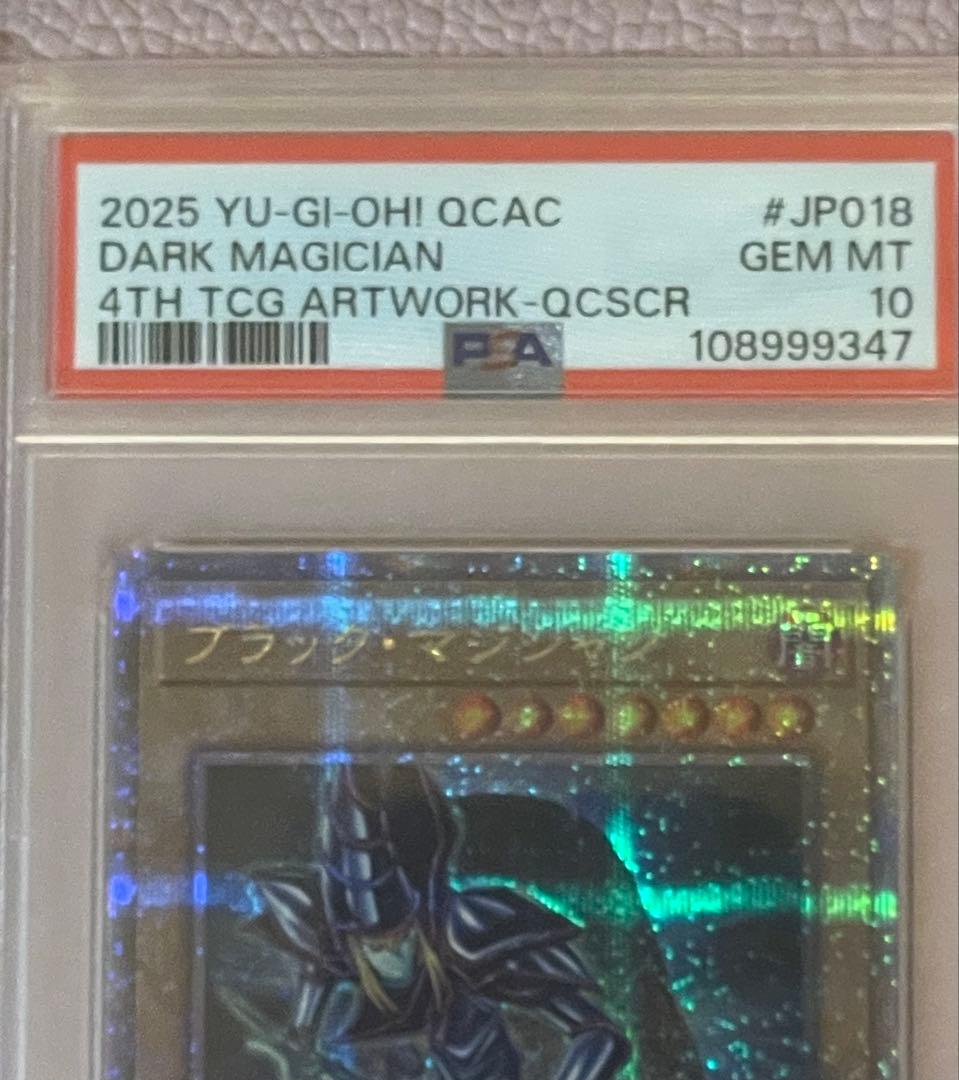 2025 YU-GI-OH! QCAC #JP018
DARK MAGICIAN GEM MT
4TH TCG ARTWORK-QCSCR 10
PSA 108999347
ブラック・マジシャン 闇